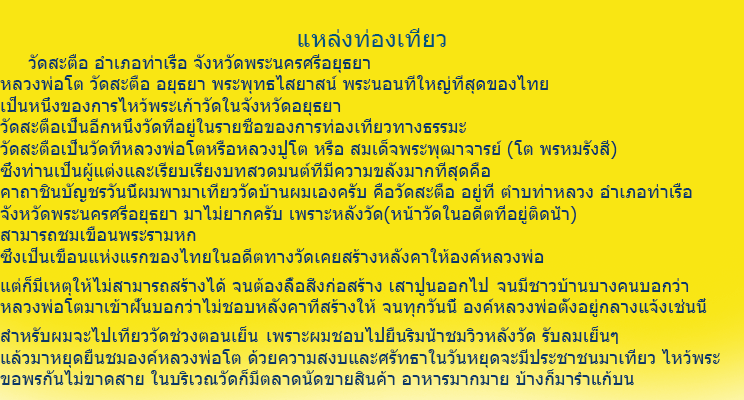 แหล่งท่องเที่ยว
วัดสะตือ อำเภอท่าเรือ จังหวัดพระนครศรีอยุธยา
หลวงพ่อโต วัดสะตือ อยุธยา พระพุทธไสยาสน์ พระนอนที่ใหญ่ที่สุดของไทย
เป็นหนึ่งของการไหว้พระเก้าวัดในจังหวัดอยุธยา
วัดสะตือเป็นอีกหนึ่งวัดที่อยู่ในรายชื่อของการท่องเที่ยวทางธรรมะ
วัดสะตือเป็นวัดที่หลวงพ่อโตหรือหลวงปู่โต หรือ สมเด็จพระพุฒาจารย์ (โต พรหมรังสี)
ซึ่งท่านเป็นผู้แต่งและเรียบเรียงบทสวดมนต์ที่มีความขลังมากที่สุดคือ
คาถาชินบัญชรวันนี้ผมพามาเที่ยววัดบ้านผมเองครับ คือวัดสะตือ อยู่ที่ ตำบท่าหลวง อำเภอท่าเรือ
จังหวัดพระนครศรีอยุธยา มาไม่ยากครับ เพราะหลังวัด(หน้าวัดในอดีตที่อยู่ติดน้ำ)
สามารถชมเขื่อนพระรามหก
ซึ่งเป็นเขื่อนแห่งแรกของไทยในอดีตทางวัดเคยสร้างหลังคาให้องค์หลวงพ่อ
แต่ก็มีเหตุให้ไม่สามารถสร้างได้ จนต้องลื้อสิ่งก่อสร้าง เสาปูนออกไป จนมีชาวบ้านบางคนบอกว่า
หลวงพ่อโตมาเข้าฝันบอกว่าไม่ชอบหลังคาที่สร้างให้ จนทุกวันนี้ องค์หลวงพ่อตั้งอยู่กลางแจ้งเช่นนี้
สำหรับผมจะไปเที่ยววัดช่วงตอนเย็น เพราะผมชอบไปยืนริมน้ำชมวิวหลังวัด รับลมเย็นๆ
แล้วมาหยุดยืนชมองค์หลวงพ่อโต ด้วยความสงบและศรัทธาในวันหยุดจะมีประชาชนมาเที่ยว ไหว้พระ
ขอพรกันไม่ขาดสาย ในบริเวณวัดก็มีตลาดนัดขายสินค้า อาหารมากมาย บ้างก็มารำแก้บน